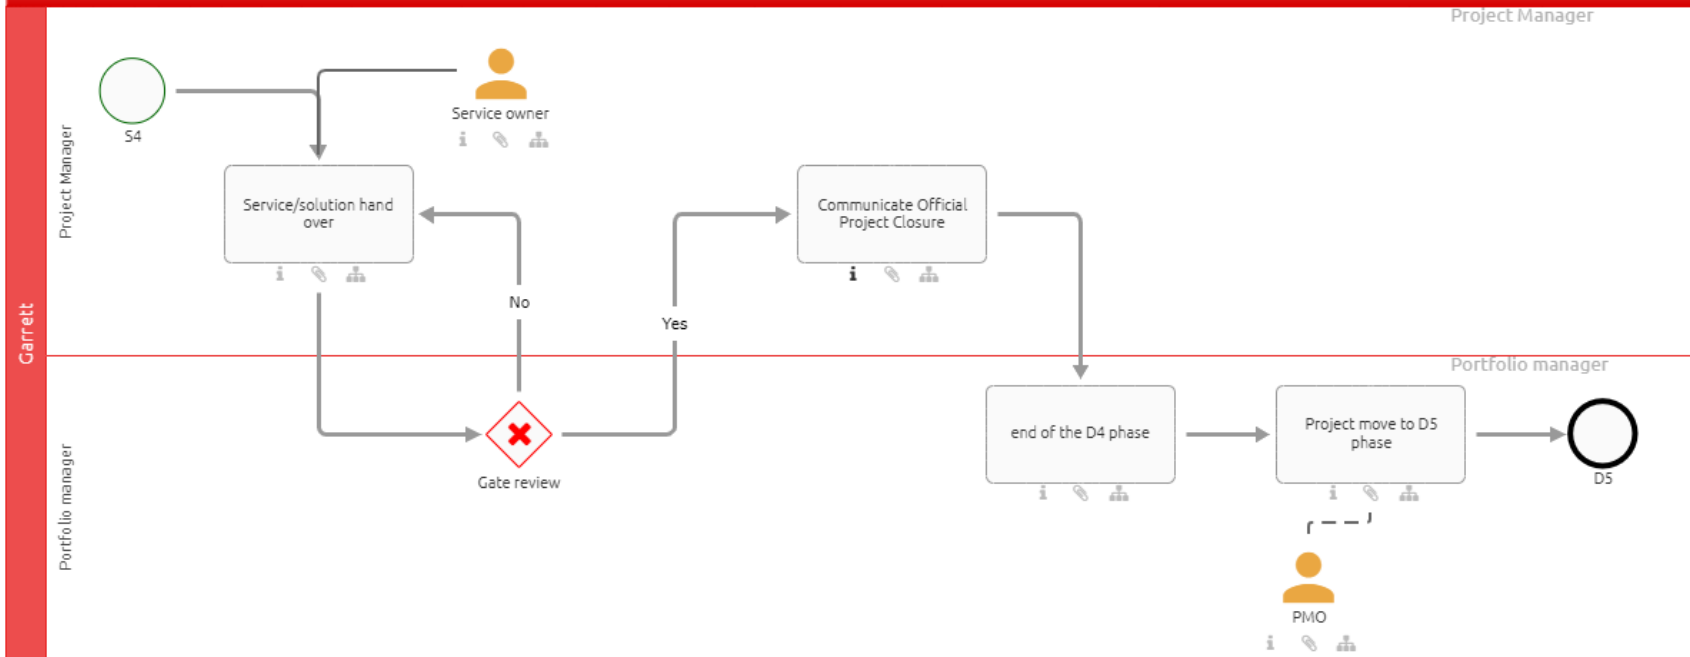 Project Manager
Garrett
Project Manager
S4
Service owner
Service/solution hand
over
Communicate Official
Project Closure
No
Yes
Portfolio manager
Portfolio manager
Gate review
end of the D4 phase
Project move to D5
phase
D5
PMO